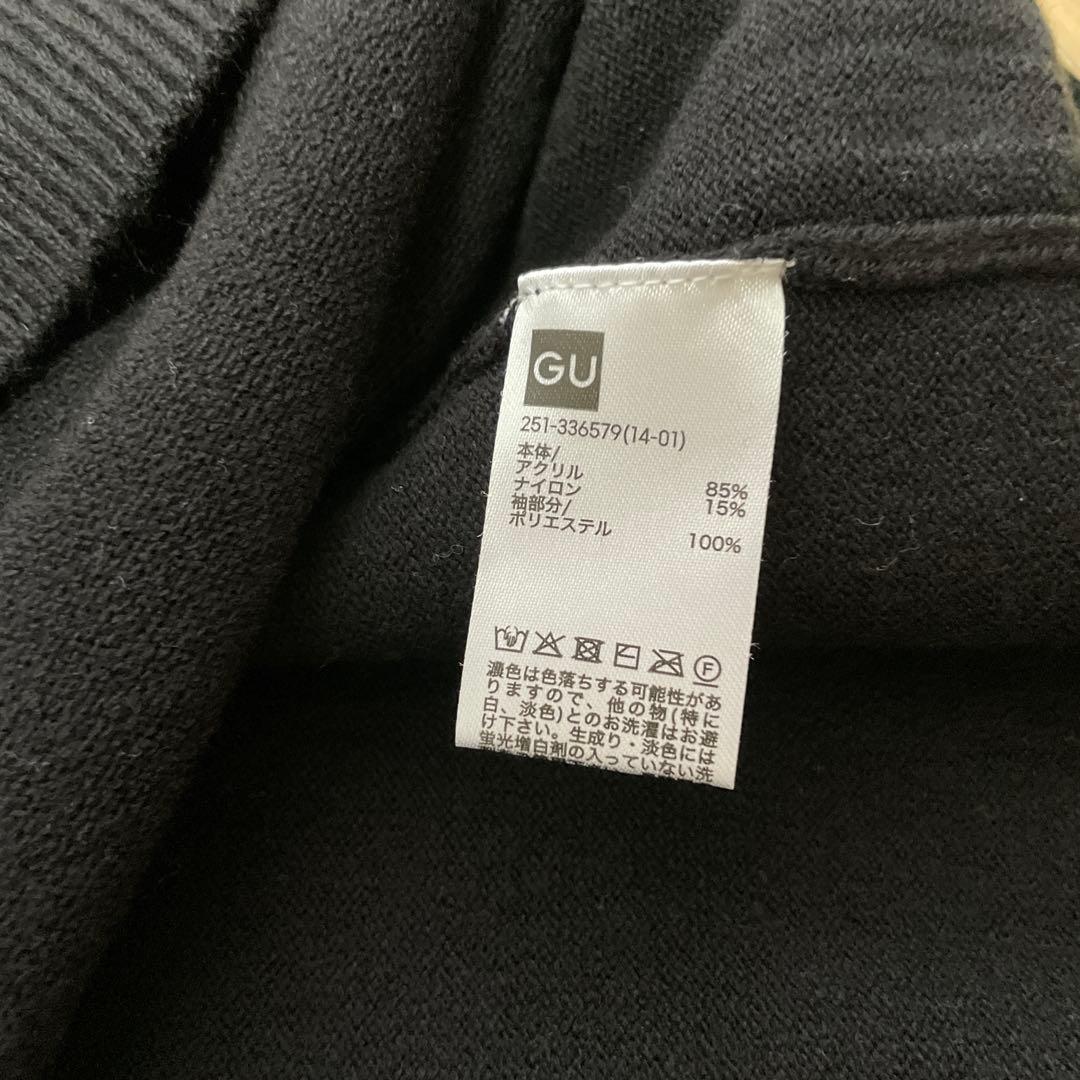 GU
251-336579(14-01)
本体/
アクリル 85%
ナイロン 15%
袖部分/
ポリエステル 100%
F
濃色は色落ちする可能性があ
りますので、他の物(特に
白、淡色)とのお洗濯はお避
け下さい。生成り・淡色には
蛍光増白剤の入っていない洗